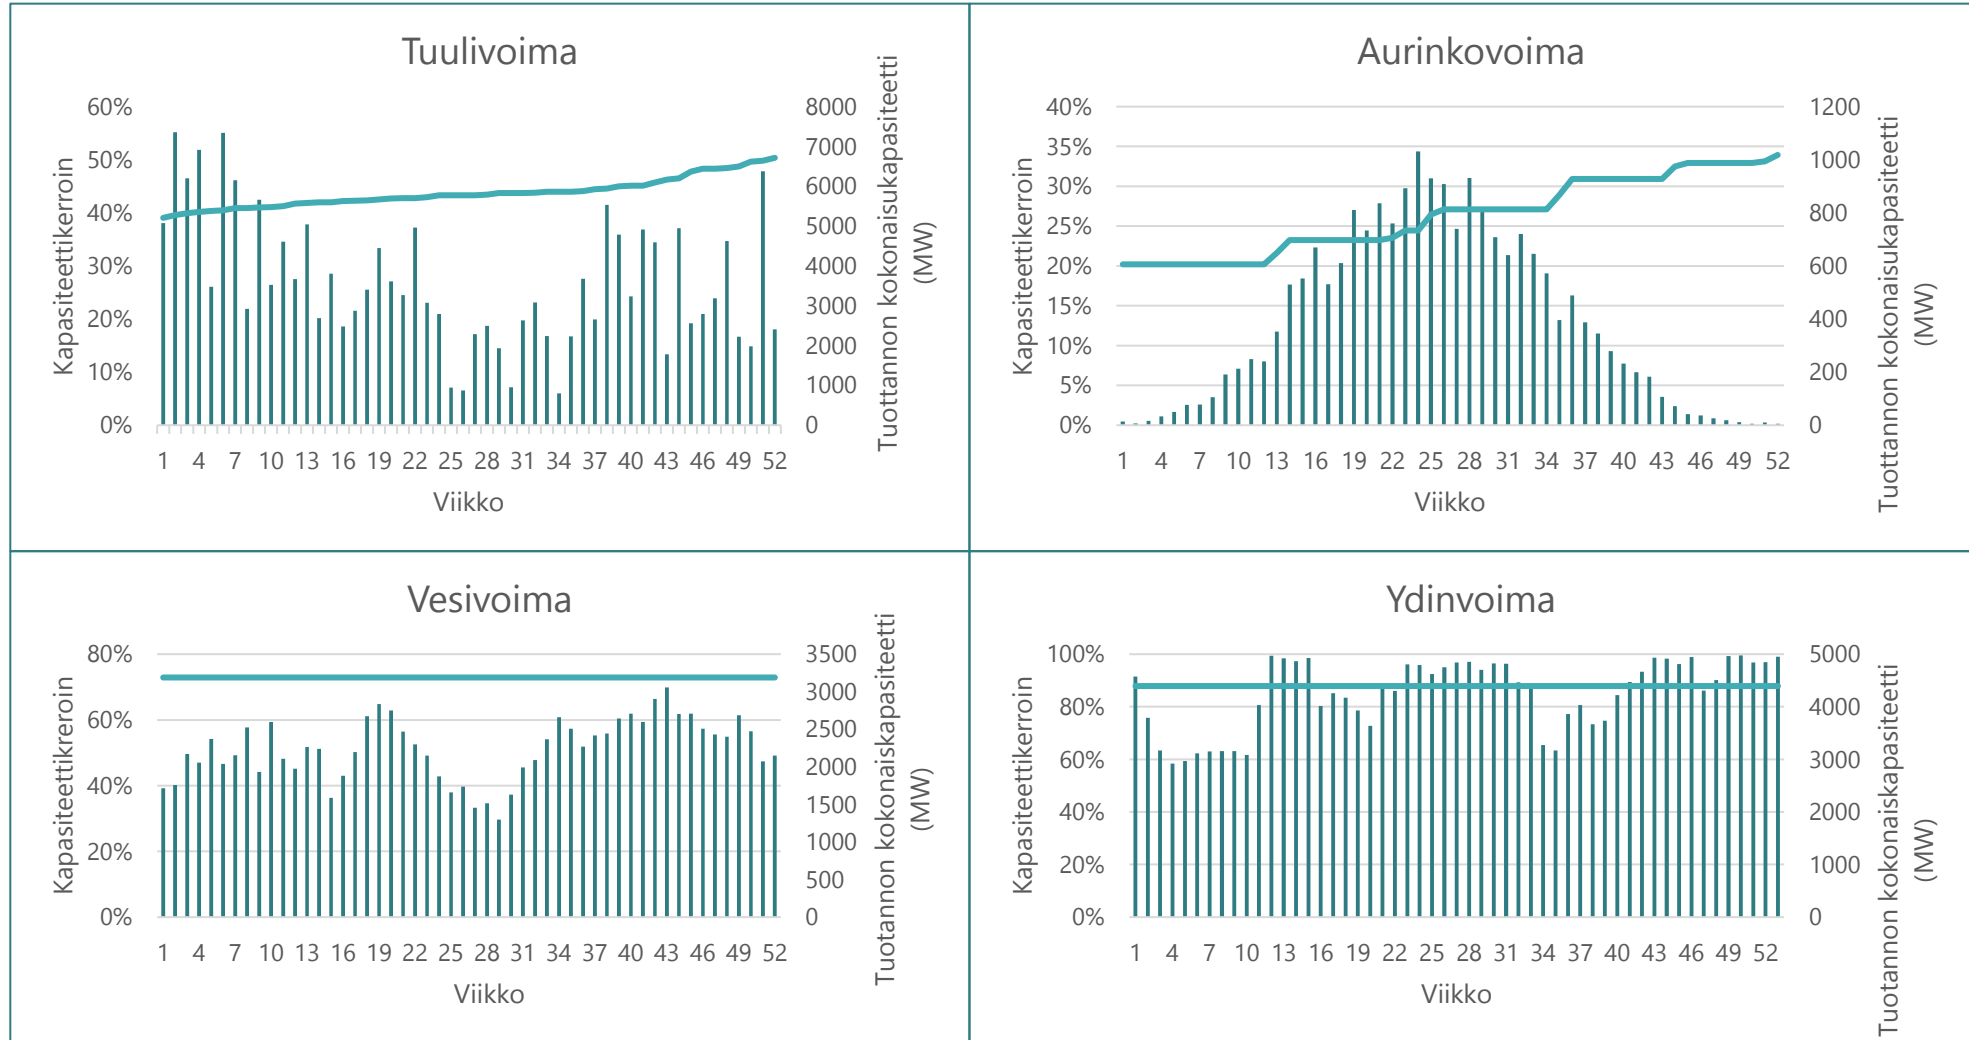 Tuulivoima
Kapasiteettikerroin
60%
50%
40%
30%
20%
10%
0%
8000
7000
6000
5000
4000
3000
2000
1000
0
Tuottannon kokonaisukapasiteetti
(MW)
1 4 7 10 13 16 19 22 25 28 31 34 37 40 43 46 49 52
Viikko
Aurinkovoima
Kapasiteettikerroin
40%
35%
30%
25%
20%
15%
10%
5%
0%
1200
1000
800
600
400
200
0
Tuottannon kokonaisukapasiteetti
(MW)
1 4 7 10 13 16 19 22 25 28 31 34 37 40 43 46 49 52
Viikko
Vesivoima
Kapasiteettikreroin
80%
60%
40%
20%
0%
3500
3000
2500
2000
1500
1000
500
0
Tuotannon kokonaiskapasiteetti
(MW)
1 4 7 10 13 16 19 22 25 28 31 34 37 40 43 46 49 52
Viikko
Ydinvoima
Kapasiteettikerroin
100%
80%
60%
40%
20%
0%
5000
4000
3000
2000
1000
0
Tuotannon kokonaiskapasiteetti
(MW)
1 4 7 10 13 16 19 22 25 28 31 34 37 40 43 46 49 52
Viikko